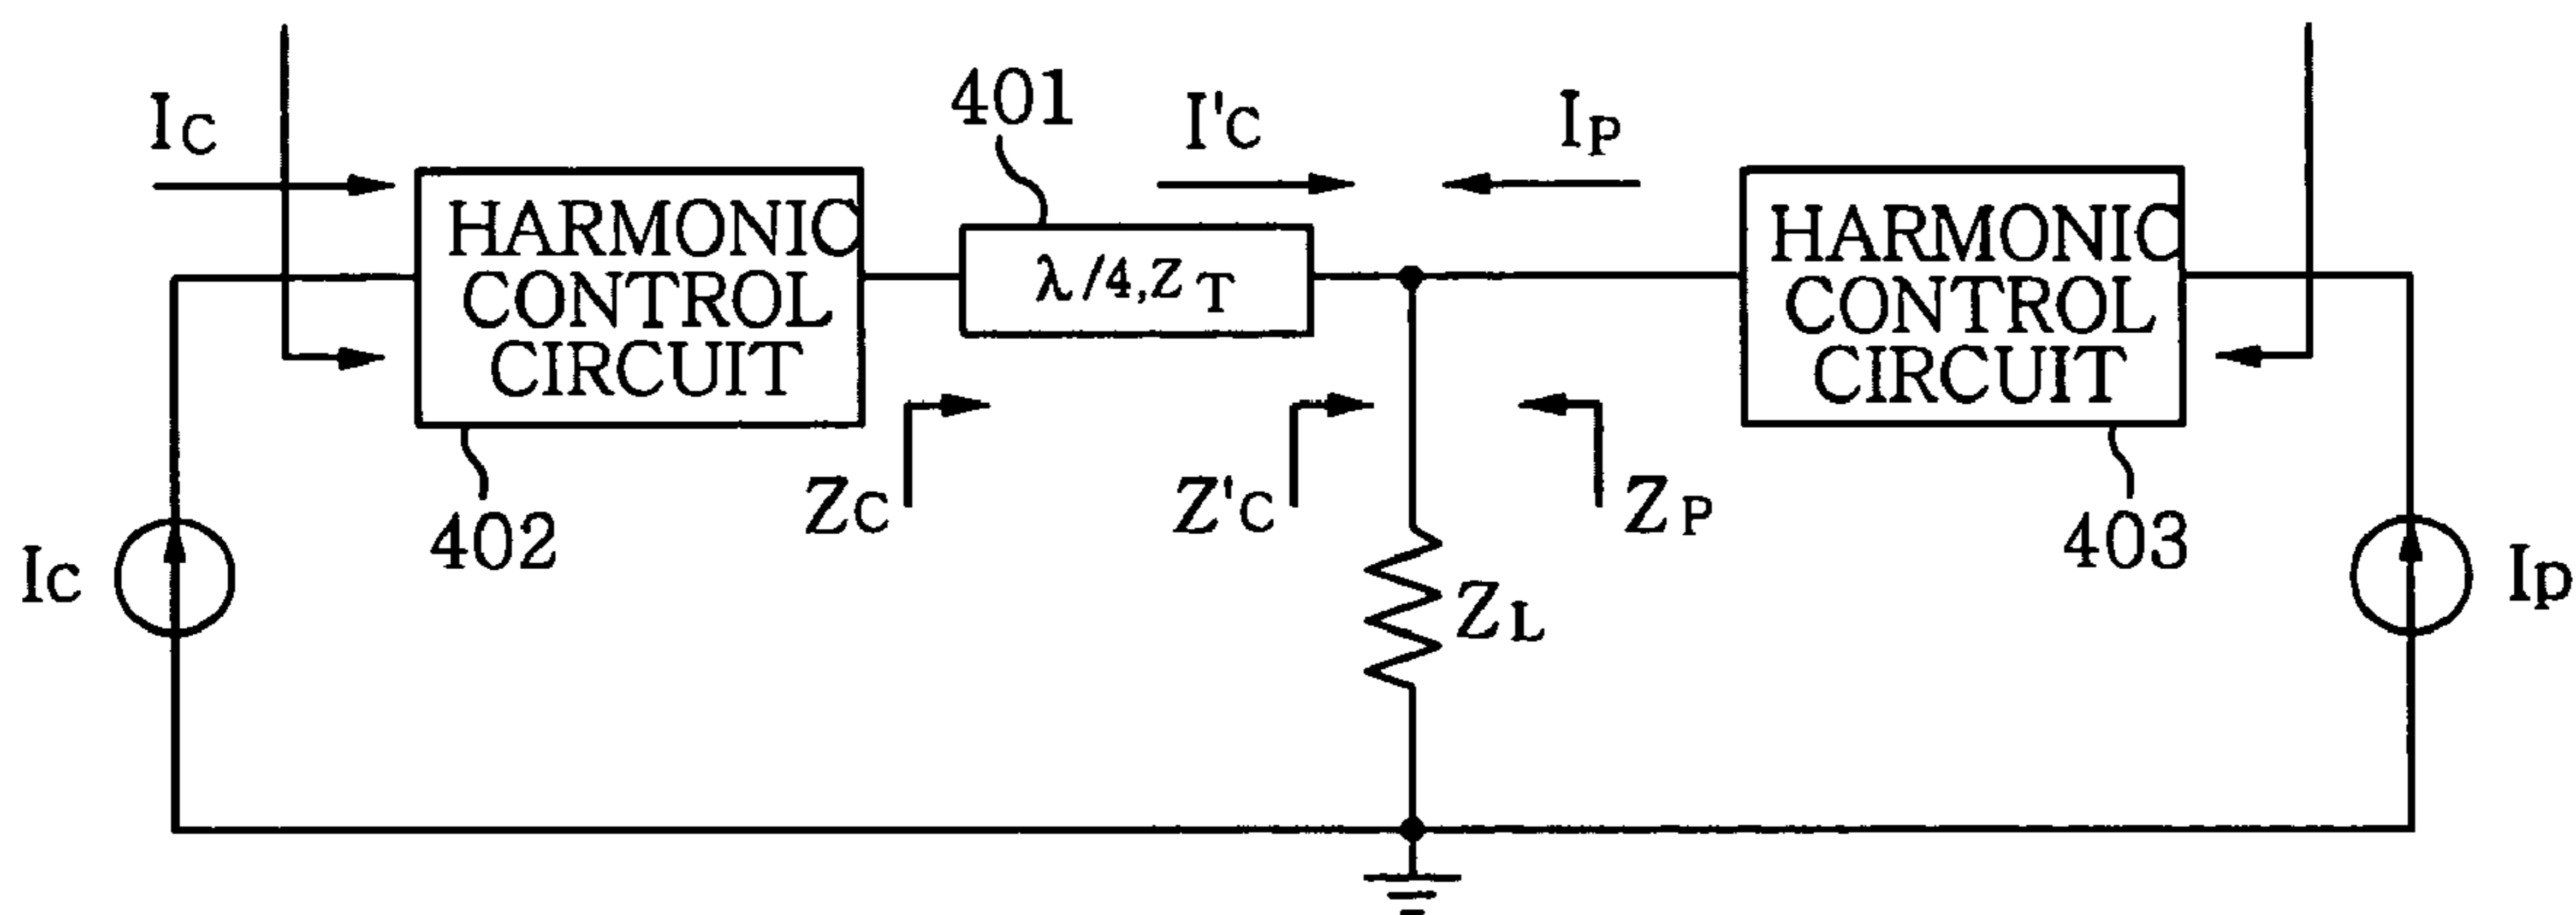 IC
401
I'C
IP
HARMONIC
CONTROL
CIRCUIT
λ/4,ZT
HARMONIC
CONTROL
CIRCUIT
ZC
Z'C
ZP
402
403
IC
ZL
Ip